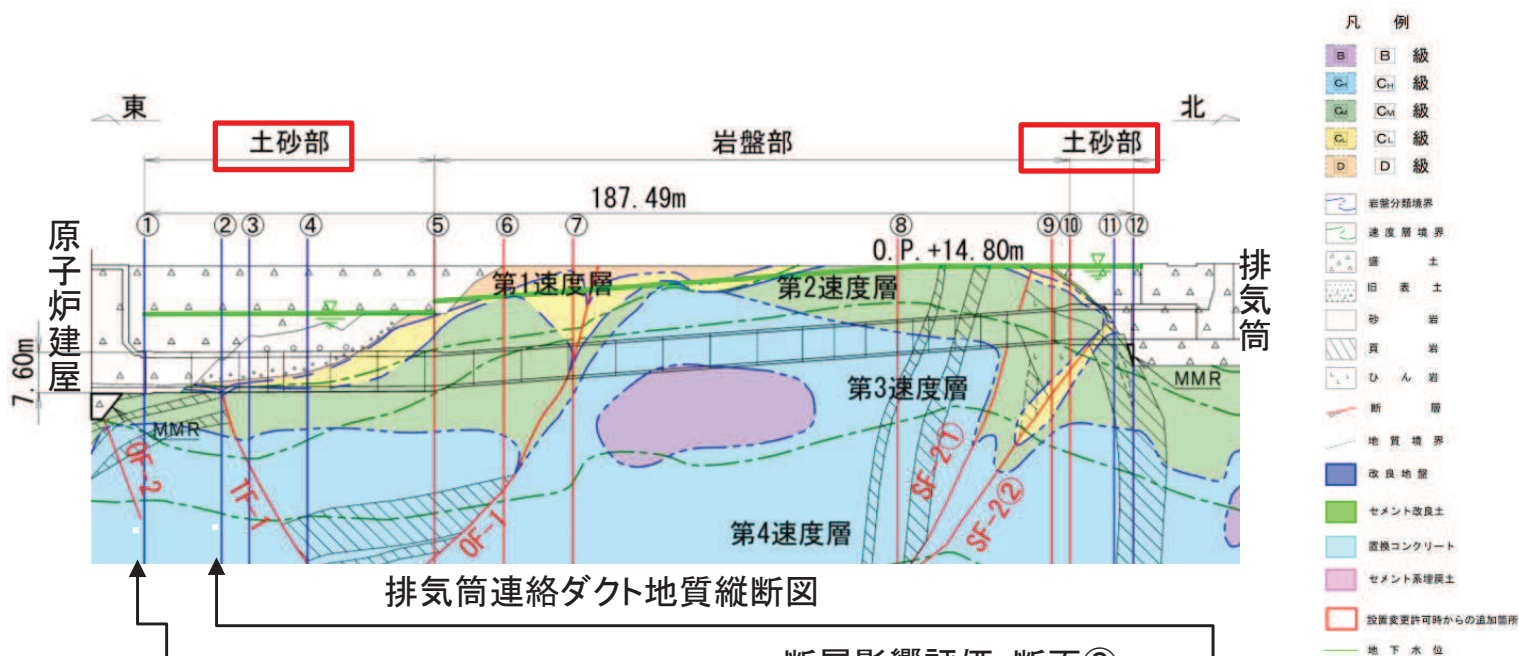 東
北
土砂部
岩盤部
土砂部
187.49m
① ② ③ ④ ⑤ ⑥ ⑦ ⑧ ⑨ ⑩ ⑪ ⑫
O.P.+14.80m
原子炉建屋
排気筒
第1速度層
第2速度層
第3速度層
第4速度層
7.60m
MMR
MMR
OF-2
TF-1
OF-1
SF-2①
SF-2②
排気筒連絡ダクト地質縦断図
凡 例
B B 級
CH CH 級
CM CM 級
CL CL 級
D D 級
岩盤分類境界
速度層境界
盛 土
旧 表 土
砂 岩
頁 岩
ひ ん 岩
断 層
地 質 境 界
改 良 地 盤
セメント改良土
置換コンクリート
セメント系埋戻土
設置変更許可時からの追加箇所
地 下 水 位